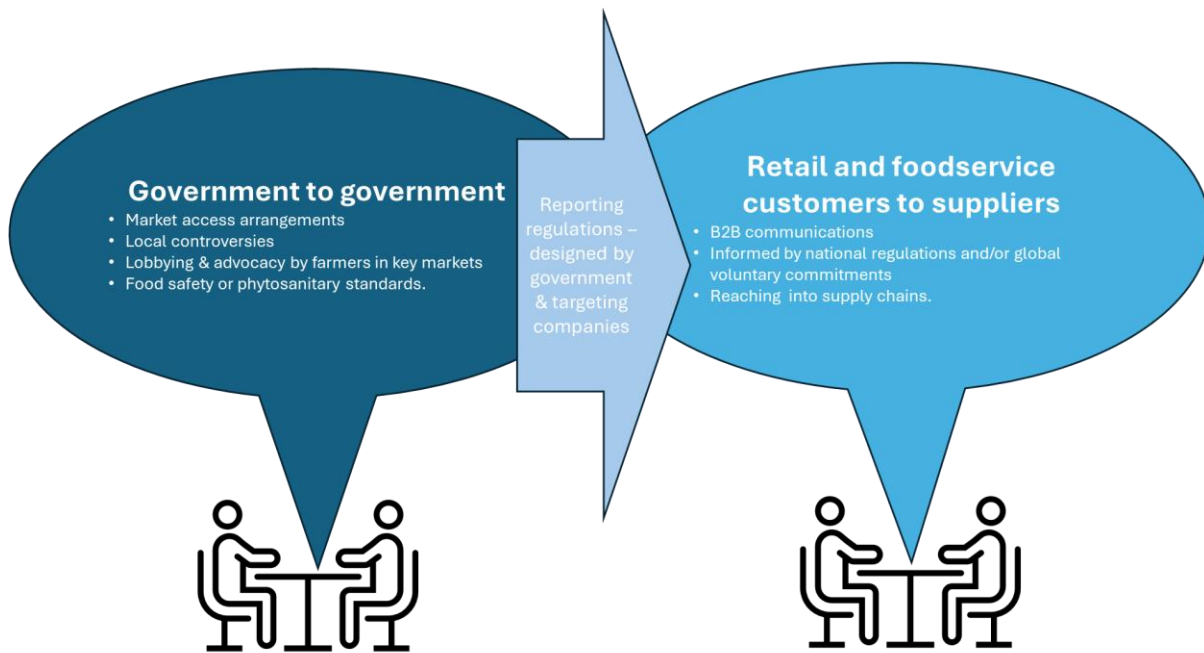 Government to government
• Market access arrangements
• Local controversies
• Lobbying & advocacy by farmers in key markets
• Food safety or phytosanitary standards.
Reporting
regulations –
designed by
government
& targeting
companies
Retail and foodservice
customers to suppliers
• B2B communications
• Informed by national regulations and/or global
voluntary commitments
• Reaching into supply chains.